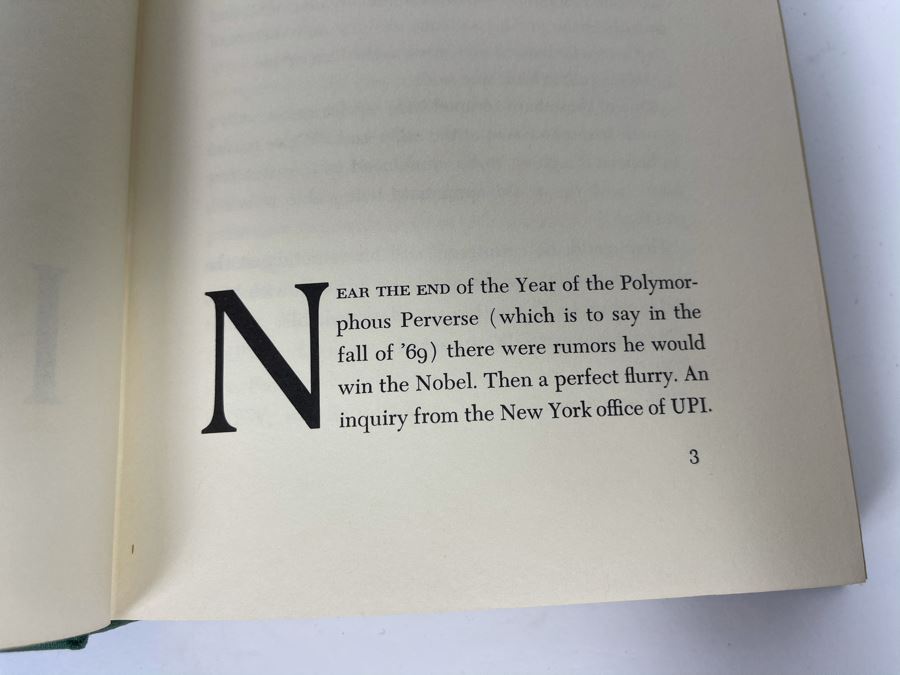 NEAR THE END of the Year of the Polymor-
phous Perverse (which is to say in the
fall of '69) there were rumors he would
win the Nobel. Then a perfect flurry. An
inquiry from the New York office of UPI.
3
I